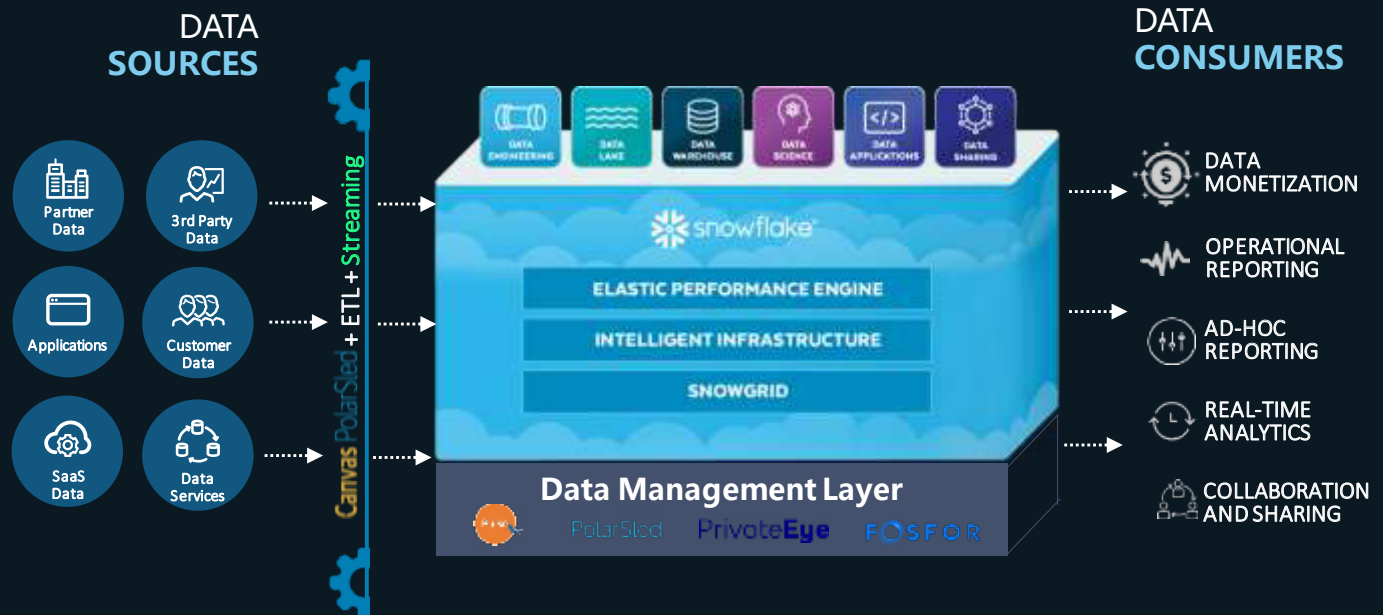 DATA
SOURCES
Partner
Data
3rd Party
Data
Applications
Customer
Data
SaaS
Data
Data
Services
Canvas PolarSled + ETL + Streaming
DATA
ENGINEERING
DATA
LAKE
DATA
WAREHOUSE
DATA
SCIENCE
</>
DATA
APPLICATIONS
DATA
SHARING
snowflake
ELASTIC PERFORMANCE ENGINE
INTELLIGENT INFRASTRUCTURE
SNOWGRID
Data Management Layer
PolarSled
PrivateEye
FOSFOR
DATA
CONSUMERS
$
DATA
MONETIZATION
OPERATIONAL
REPORTING
AD-HOC
REPORTING
REAL-TIME
ANALYTICS
COLLABORATION
AND SHARING